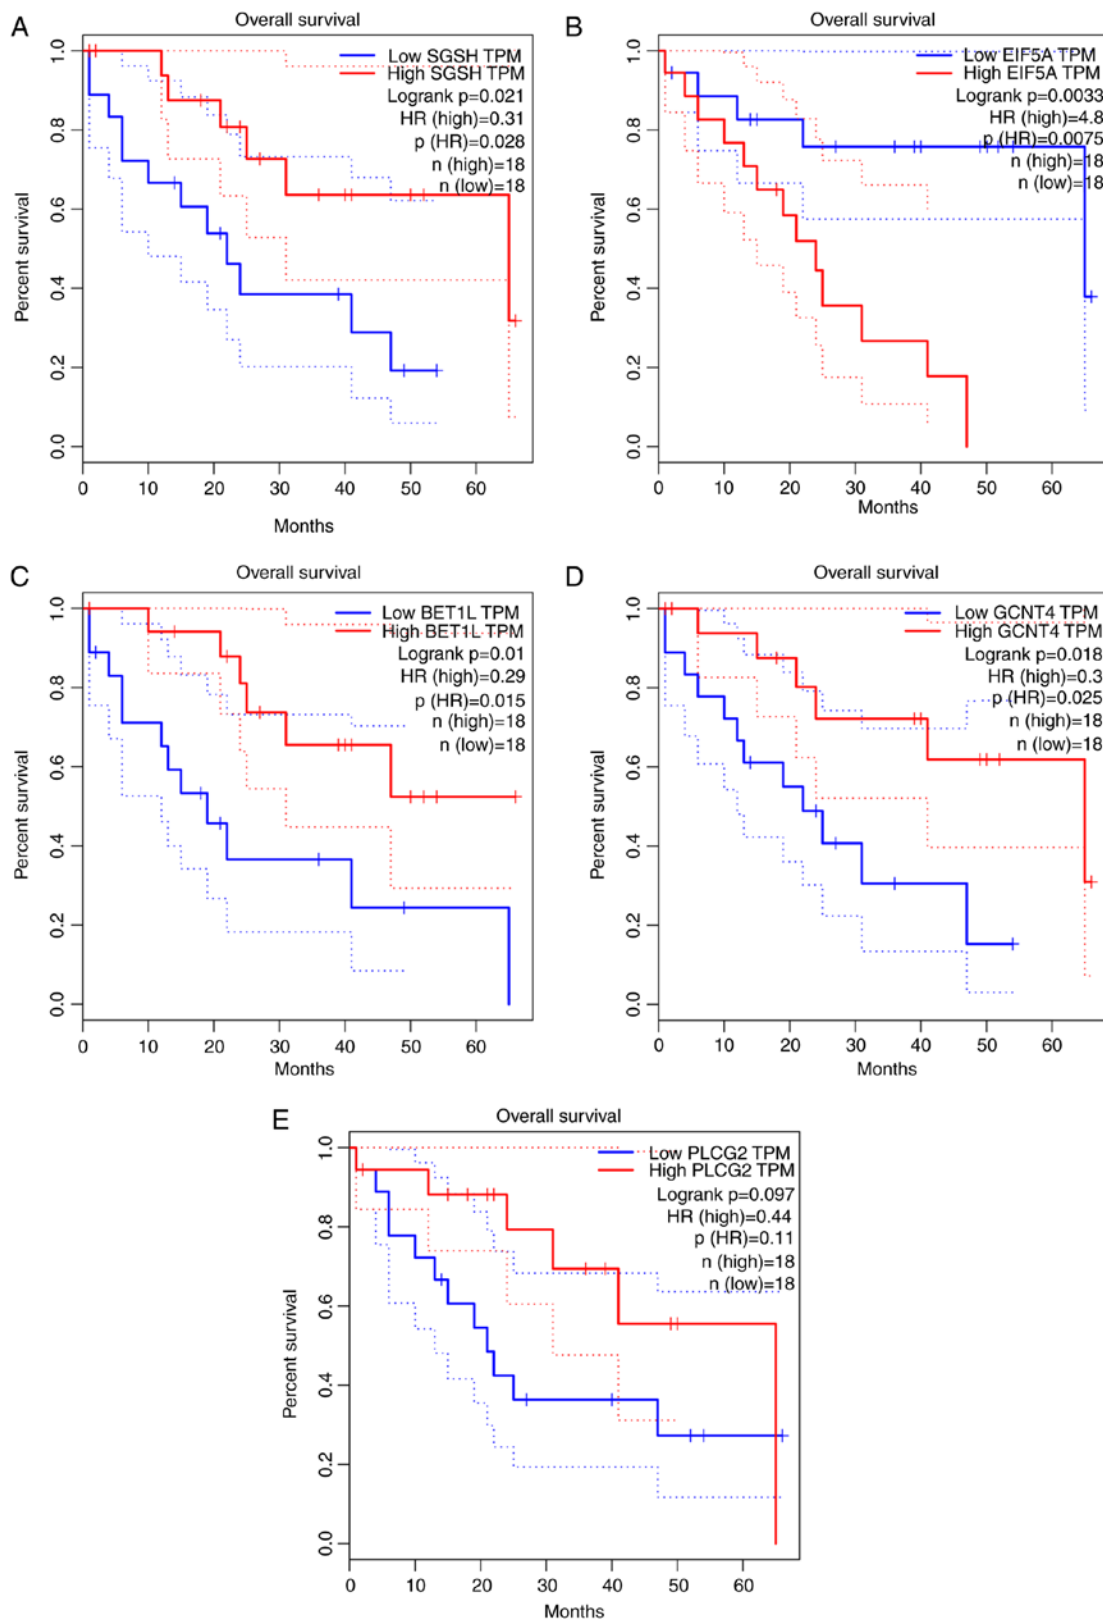 A
Overall survival
Low SGSH TPM
High SGSH TPM
Logrank p=0.021
HR (high)=0.31
p (HR)=0.028
n (high)=18
n (low)=18
Percent survival
0.0 0.2 0.4 0.6 0.8 1.0
0 10 20 30 40 50 60
Months
B
Overall survival
Low EIF5A TPM
High EIF5A TPM
Logrank p=0.0033
HR (high)=4.8
p (HR)=0.0075
n (high)=18
n (low)=18
Percent survival
0.0 0.2 0.4 0.6 0.8 1.0
0 10 20 30 40 50 60
Months
C
Overall survival
Low BET1L TPM
High BET1L TPM
Logrank p=0.01
HR (high)=0.29
p (HR)=0.015
n (high)=18
n (low)=18
Percent survival
0.0 0.2 0.4 0.6 0.8 1.0
0 10 20 30 40 50 60
Months
D
Overall survival
Low GCNT4 TPM
High GCNT4 TPM
Logrank p=0.018
HR (high)=0.3
p (HR)=0.025
n (high)=18
n (low)=18
Percent survival
0.0 0.2 0.4 0.6 0.8 1.0
0 10 20 30 40 50 60
Months
E
Overall survival
Low PLCG2 TPM
High PLCG2 TPM
Logrank p=0.097
HR (high)=0.44
p (HR)=0.11
n (high)=18
n (low)=18
Percent survival
0.0 0.2 0.4 0.6 0.8 1.0
0 10 20 30 40 50 60
Months